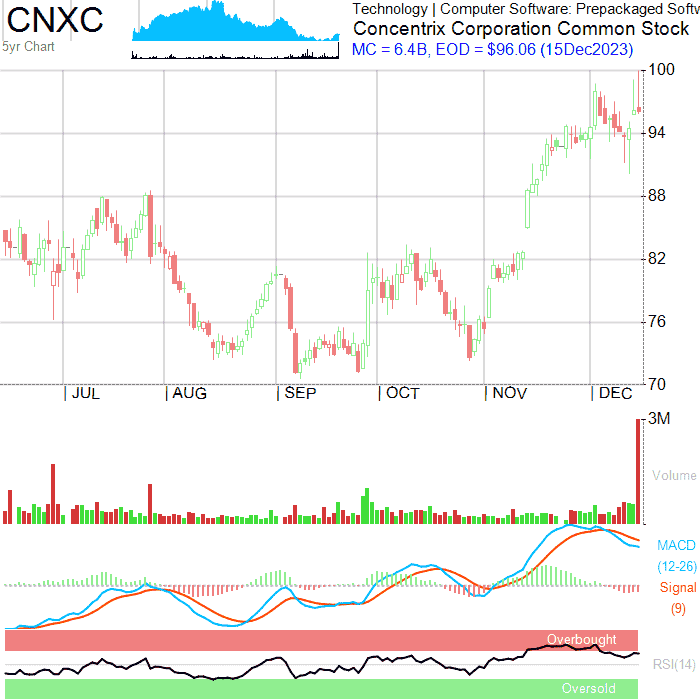 CNXC
5yr Chart
Technology | Computer Software: Prepackaged Softw
Concentrix Corporation Common Stock
MC = 6.4B, EOD = $96.06 (15Dec2023)
100
94
88
82
76
70
JUL
AUG
SEP
OCT
NOV
DEC
3M
Volume
MACD
(12-26)
Signal
(9)
Overbought
RSI(14)
Oversold